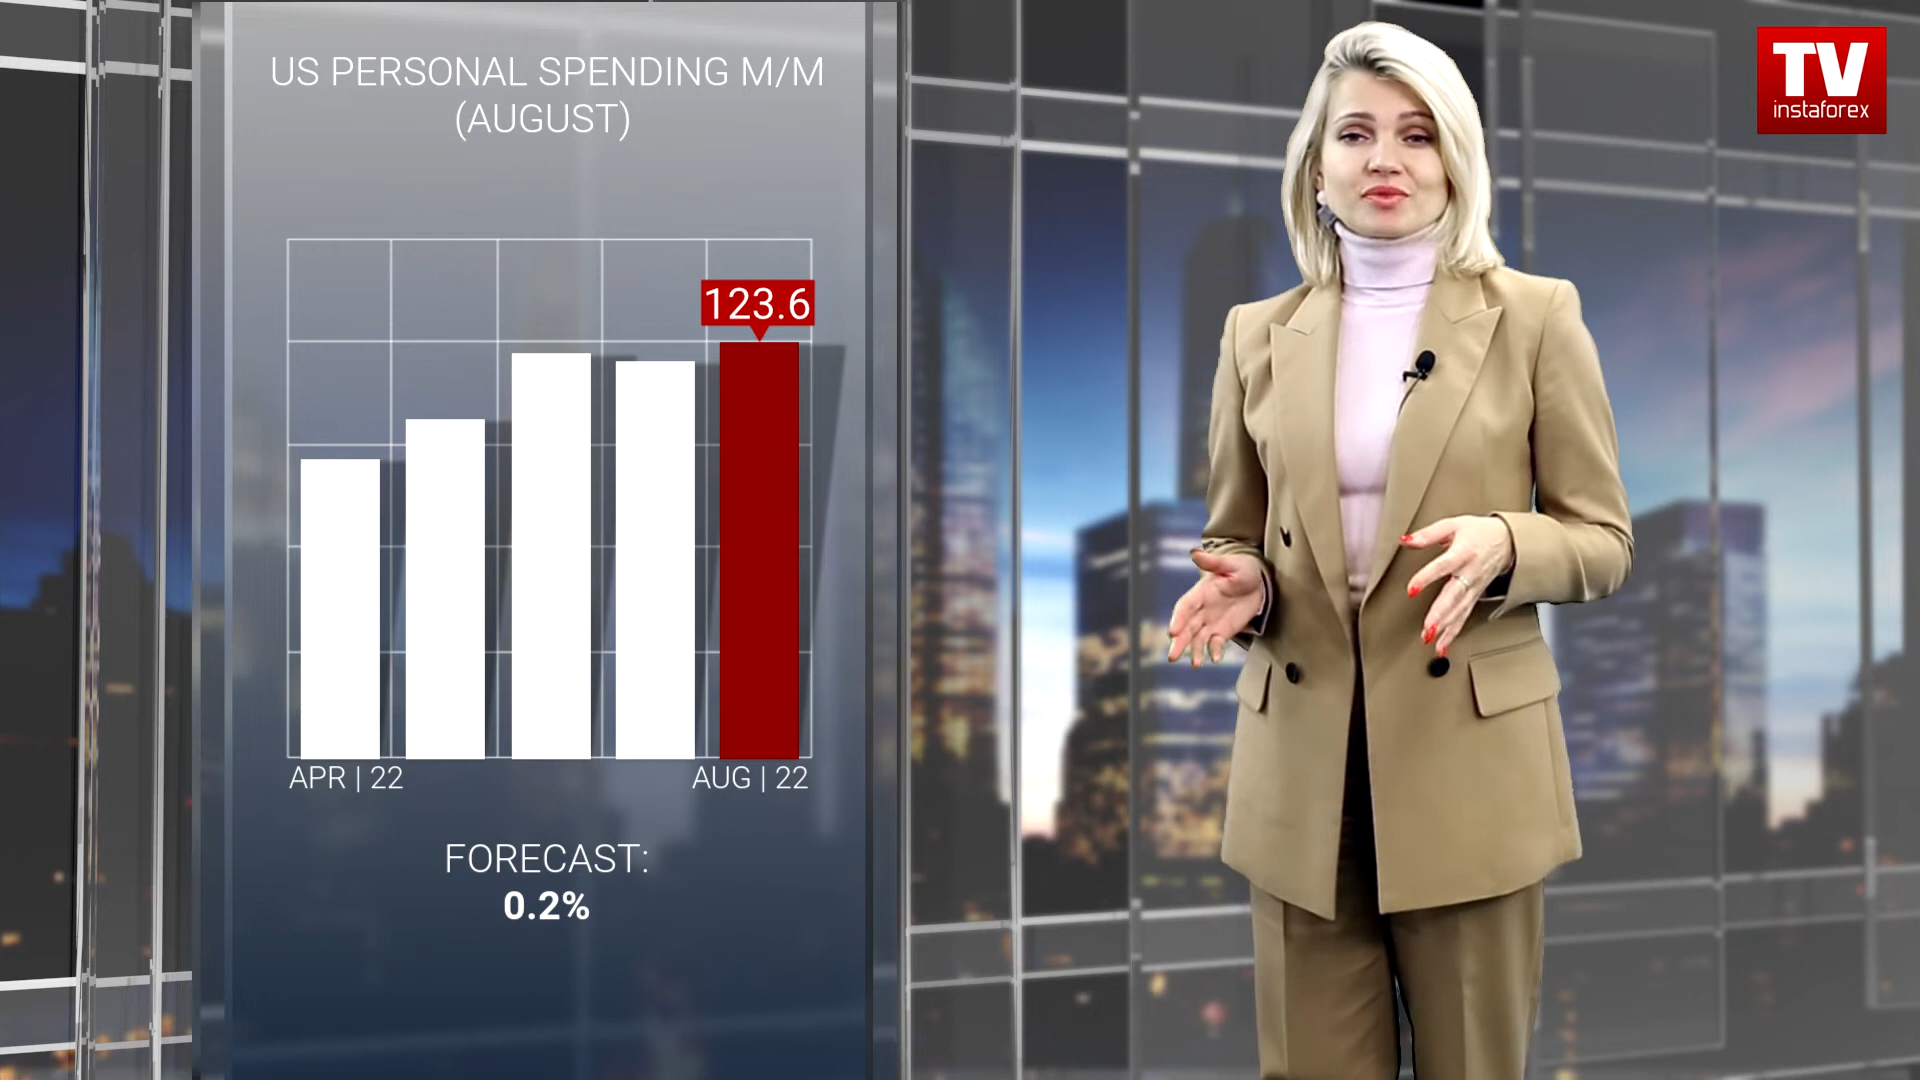 US PERSONAL SPENDING M/M
(AUGUST)
123.6
APR | 22
AUG | 22
FORECAST:
0.2%
TV
instaforex